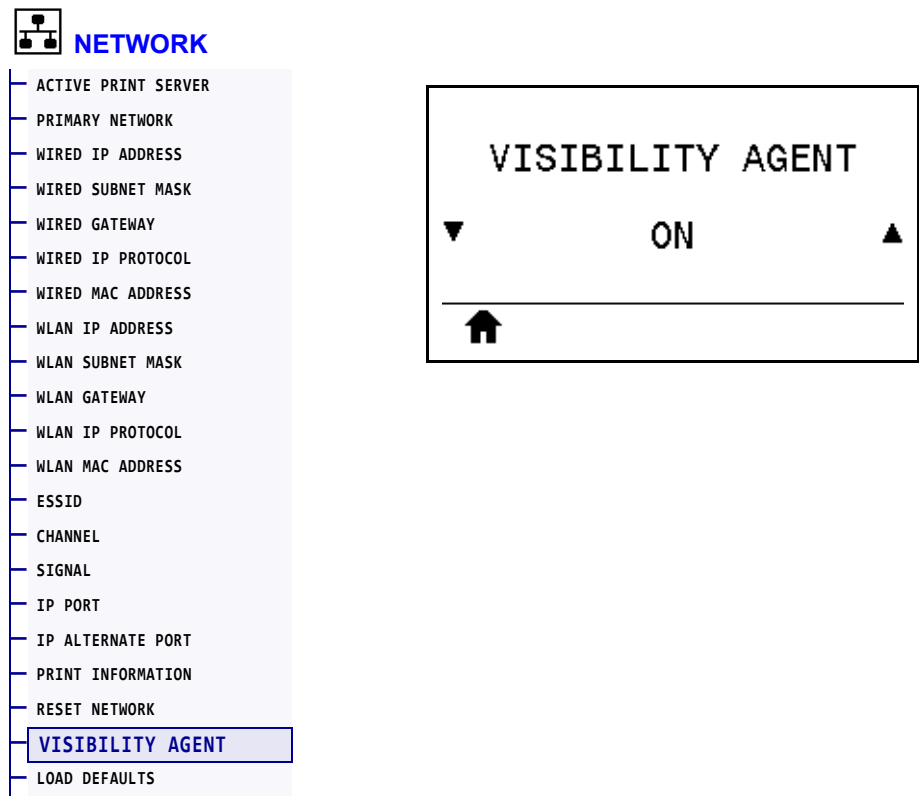 NETWORK
ACTIVE PRINT SERVER
PRIMARY NETWORK
WIRED IP ADDRESS
WIRED SUBNET MASK
WIRED GATEWAY
WIRED IP PROTOCOL
WIRED MAC ADDRESS
WLAN IP ADDRESS
WLAN SUBNET MASK
WLAN GATEWAY
WLAN IP PROTOCOL
WLAN MAC ADDRESS
ESSID
CHANNEL
SIGNAL
IP PORT
IP ALTERNATE PORT
PRINT INFORMATION
RESET NETWORK
VISIBILITY AGENT
LOAD DEFAULTS
VISIBILITY AGENT
ON